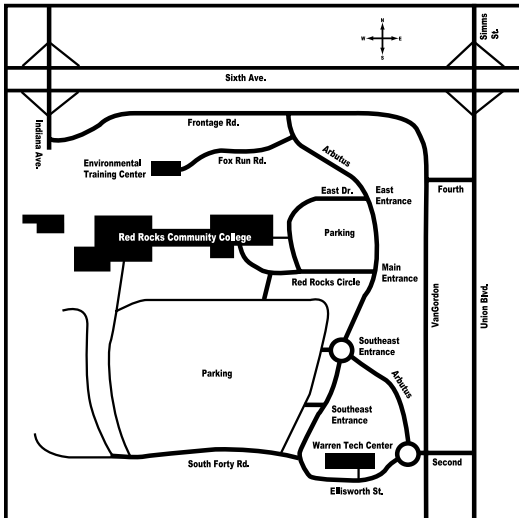 Simms
St.
N
W
E
S
Sixth Ave.
Indiana Ave.
Frontage Rd.
Environmental
Training Center
Fox Run Rd.
Arbutus
East Dr.
East
Entrance
Fourth
Red Rocks Community College
Parking
Main
Entrance
Red Rocks Circle
VanGordon
Union Blvd.
Southeast
Entrance
Parking
Arbutus
Southeast
Entrance
Warren Tech Center
South Forty Rd.
Second
Ellisworth St.